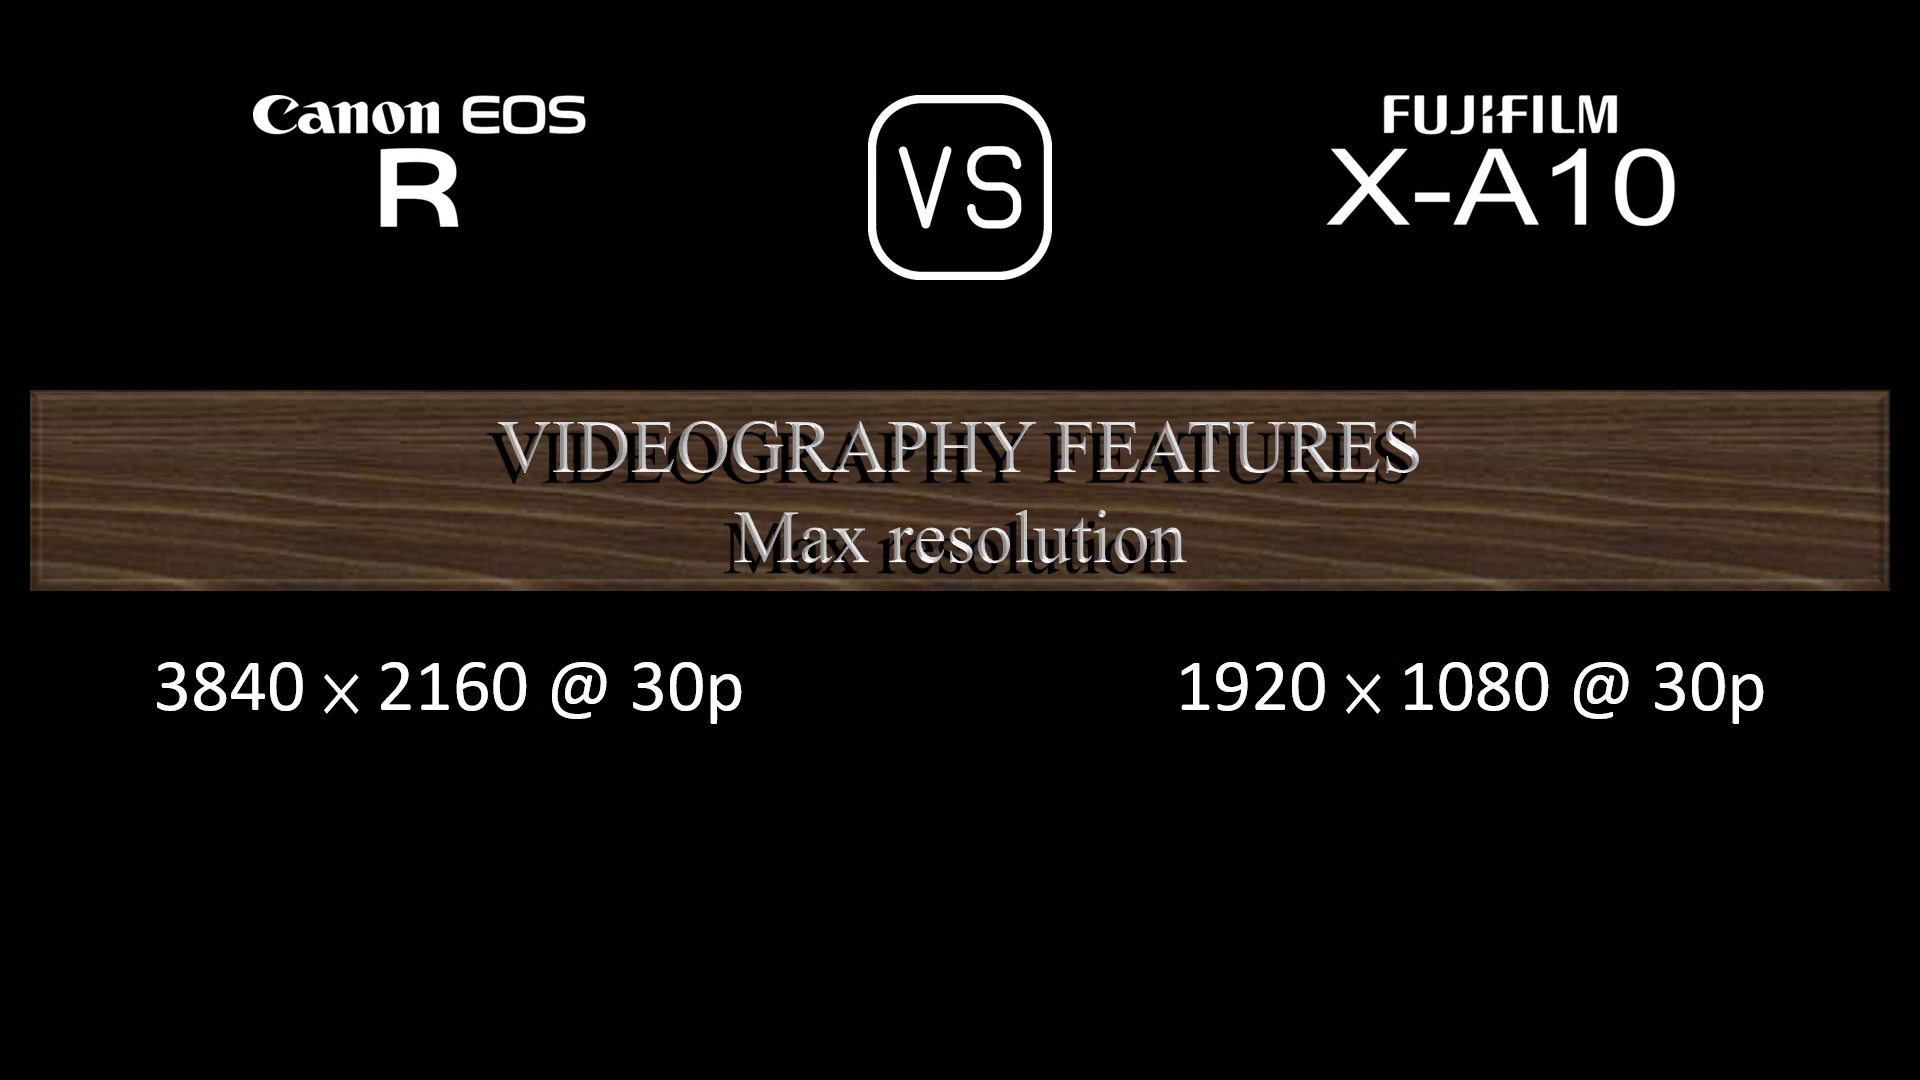 Canon EOS
R
VS
FUJIFILM
X-A10
VIDEOGRAPHY FEATURES
Max resolution
3840 x 2160 @ 30p
1920 x 1080 @ 30p